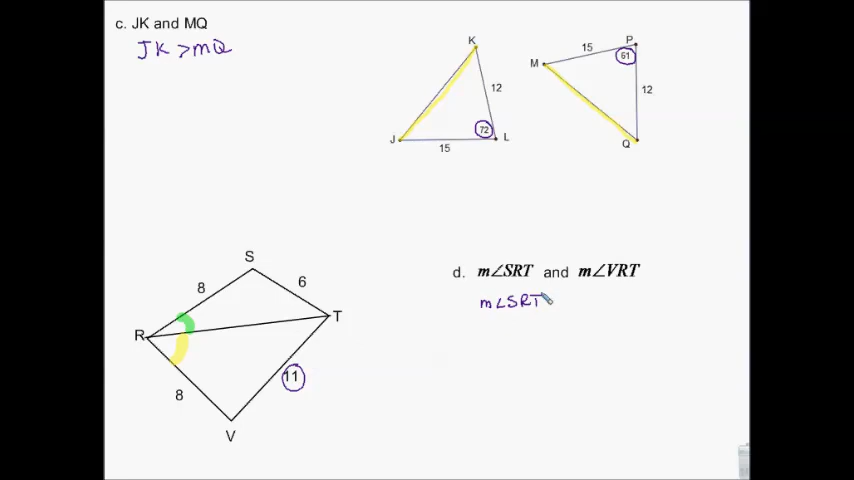 c. JK and MQ
JK > MQ
K
12
72
J
L
15
P
15
61
M
12
Q
S
8
6
R
T
11
8
V
d. m∠SRT and m∠VRT
m∠SRT